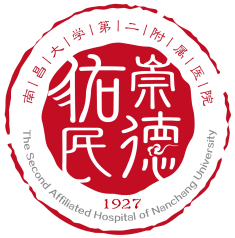 南昌大学第二附属医院
崇德
佑民
1927
The Second Affiliated Hospital of Nanchang University